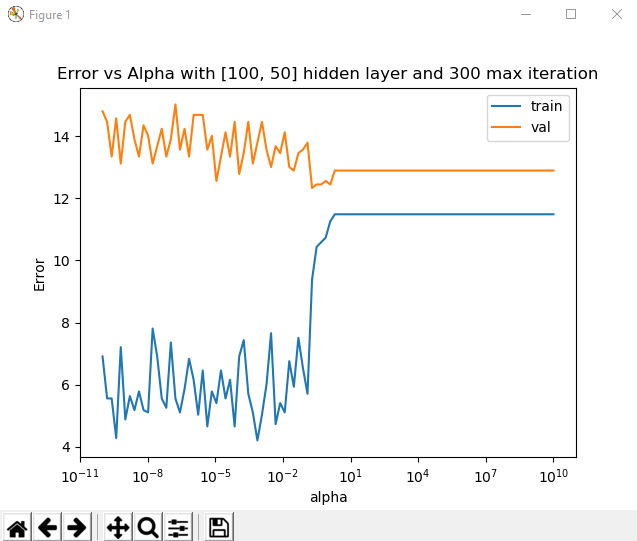 Figure 1
Error vs Alpha with [100, 50] hidden layer and 300 max iteration
train
val
14
12
10
8
6
4
Error
10⁻¹¹ 10⁻⁸ 10⁻⁵ 10⁻² 10¹ 10⁴ 10⁷ 10¹⁰
alpha